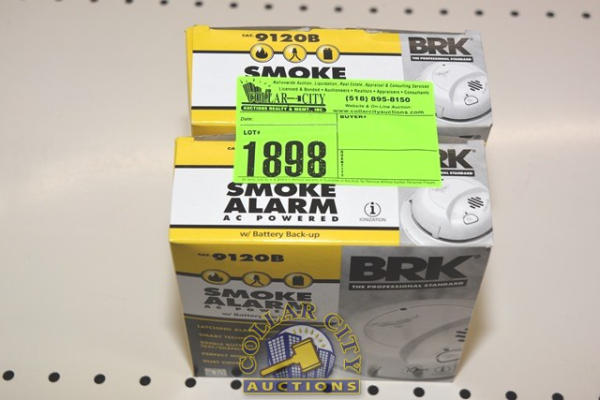 CAT. 9120B
BRK
THE PROFESSIONAL STANDARD
SMOKE
Nationwide Auction, Liquidation, Real Estate, Appraisal & Consulting Services
Licensed & Bonded • Auctioneers • Realtors • Appraisers • Consultants
COLLAR CITY
(518) 895-8150
Website & On-Line Auction
www.collarcityauctions.com
AUCTIONS REALTY & MGMT., INC.
Date:
BUYER#
LOT#
1898
BRK
SMOKE
ALARM
AC POWERED
w/ Battery Back-up
IONIZATION
CAT. 9120B
BRK
THE PROFESSIONAL STANDARD
SMOKE
ALARM
AC POWERED
w/ Battery
COLLAR CITY
AUCTIONS